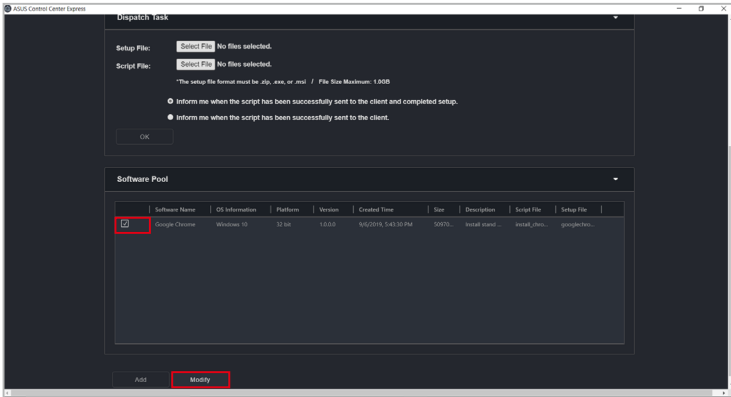 ASUS Control Center Express
Dispatch Task
Setup File: Select File No files selected.
Script File: Select File No files selected.
*The setup file format must be .zip, .exe, or .msi / File Size Maximum: 1.0GB
Inform me when the script has been successfully sent to the client and completed setup.
Inform me when the script has been successfully sent to the client.
OK
Software Pool
Software Name OS Information Platform Version Created Time Size Description Script File Setup File
Google Chrome Windows 10 32 bit 1.0.0.0 9/6/2019, 5:43:30 PM 50970... Install stand ... install_chro... googlechro...
Add Modify